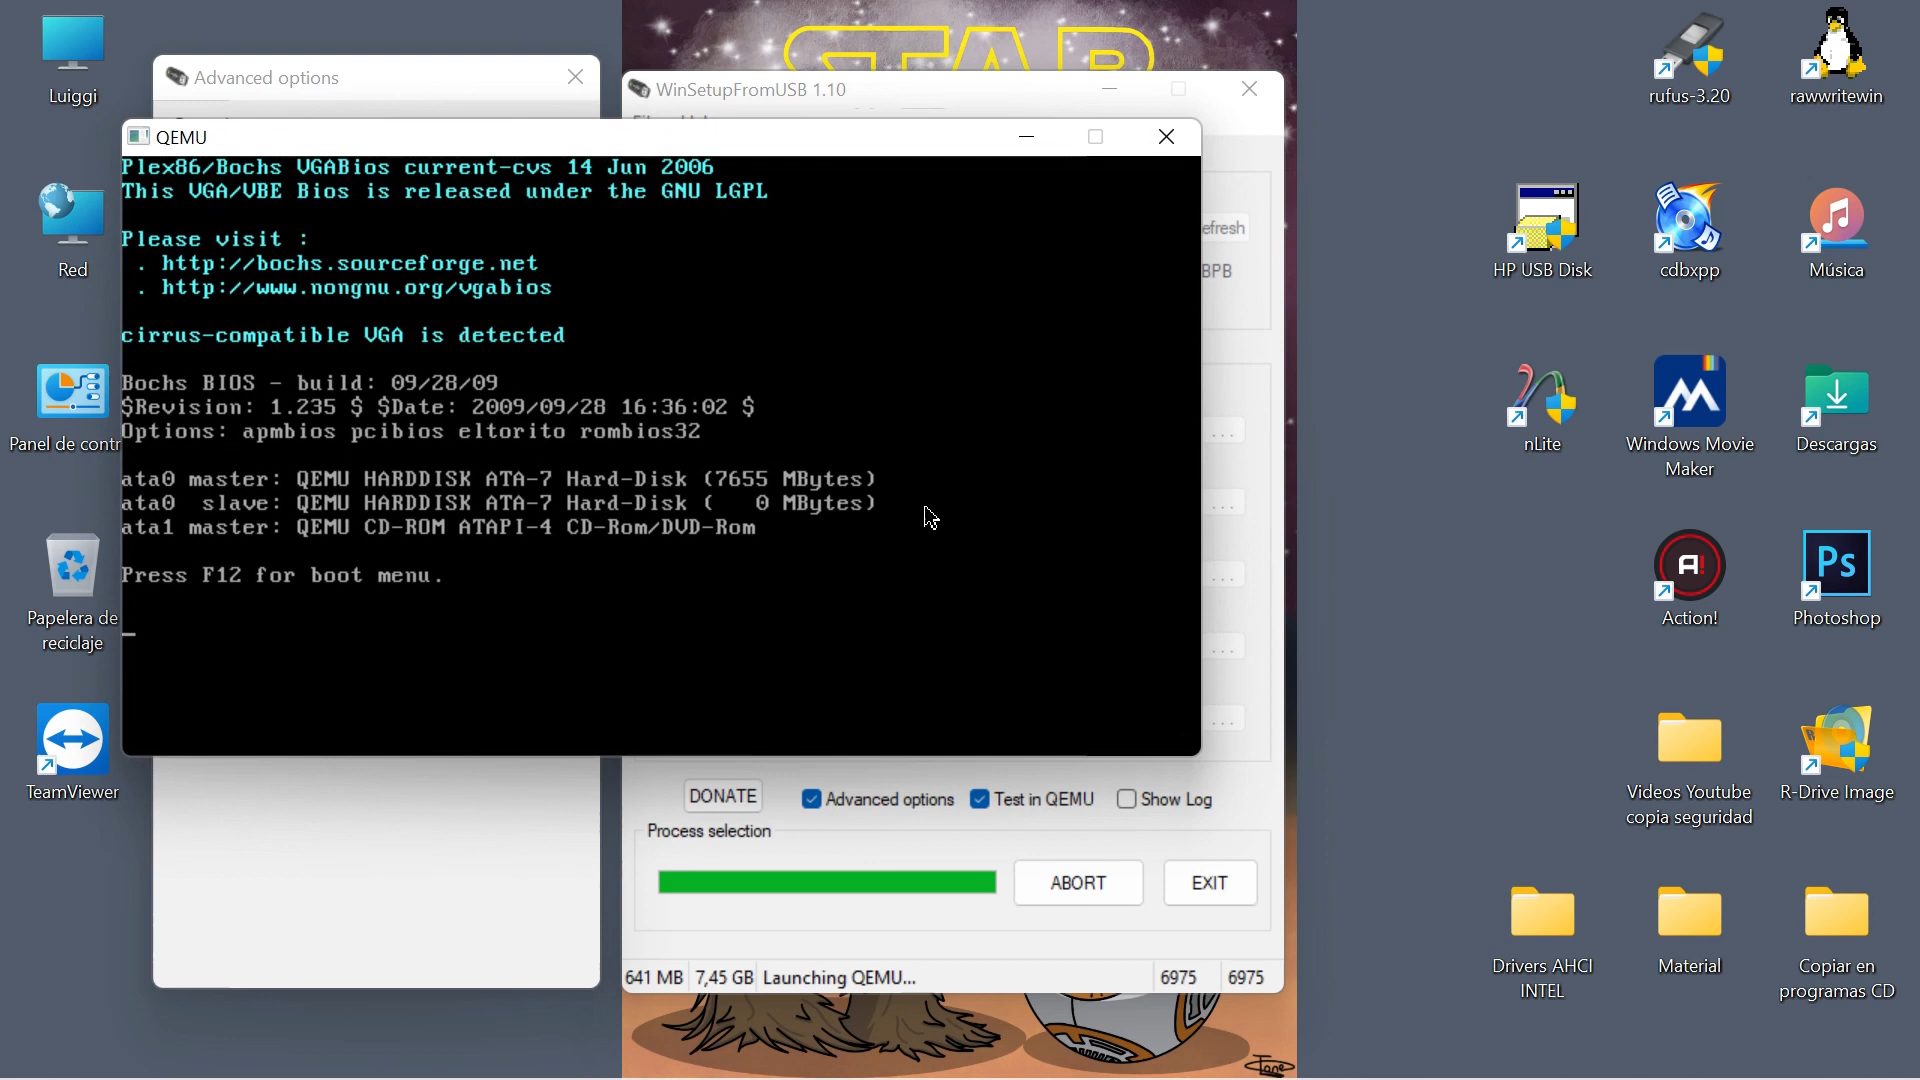 Luiggi
Red
Panel de contr
Papelera de
reciclaje
TeamViewer
Advanced options
STAR
WinSetupFromUSB 1.10
QEMU
Plex86/Bochs VGABios current-cvs 14 Jun 2006
This VGA/VBE Bios is released under the GNU LGPL
Please visit :
. http://bochs.sourceforge.net
. http://www.nongnu.org/vgabios
cirrus-compatible VGA is detected
Bochs BIOS - build: 09/28/09
$Revision: 1.235 $ $Date: 2009/09/28 16:36:02 $
Options: apmbios pcibios eltorito rombios32
ata0 master: QEMU HARDDISK ATA-7 Hard-Disk (7655 MBytes)
ata0 slave: QEMU HARDDISK ATA-7 Hard-Disk ( 0 MBytes)
ata1 master: QEMU CD-ROM ATAPI-4 CD-Rom/DVD-Rom
Press F12 for boot menu.
efresh
BPB
...
...
...
...
...
DONATE
Advanced options
Test in QEMU
Show Log
Process selection
ABORT
EXIT
641 MB
7,45 GB
Launching QEMU...
6975
6975
rufus-3.20
rawwritewin
HP USB Disk
cdbxpp
Música
nLite
Windows Movie
Maker
Descargas
A!
Action!
Ps
Photoshop
Videos Youtube
copia seguridad
R-Drive Image
Drivers AHCI
INTEL
Material
Copiar en
programas CD